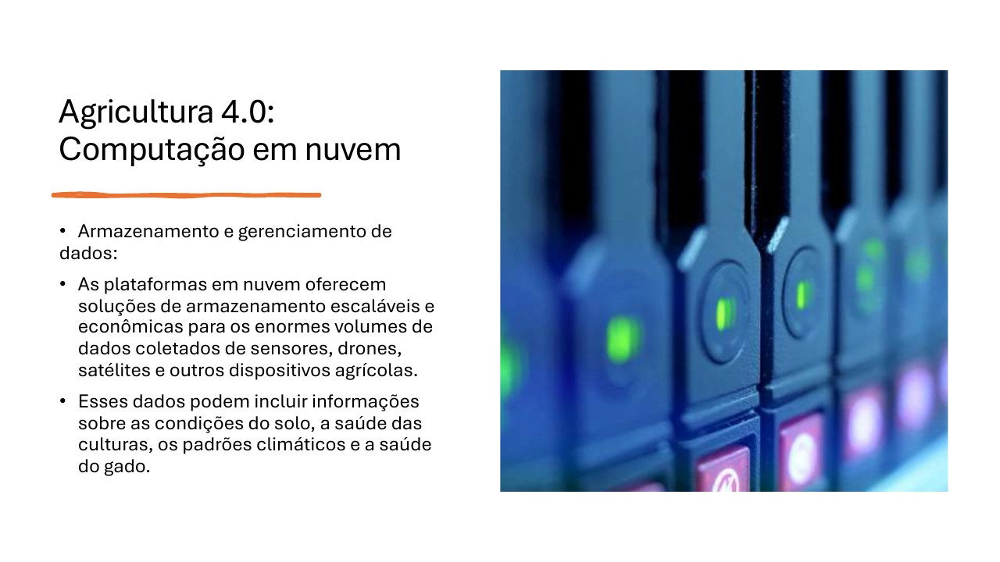 Agricultura 4.0:
Computação em nuvem
• Armazenamento e gerenciamento de
dados:
• As plataformas em nuvem oferecem
soluções de armazenamento escaláveis e
econômicas para os enormes volumes de
dados coletados de sensores, drones,
satélites e outros dispositivos agrícolas.
• Esses dados podem incluir informações
sobre as condições do solo, a saúde das
culturas, os padrões climáticos e a saúde
do gado.